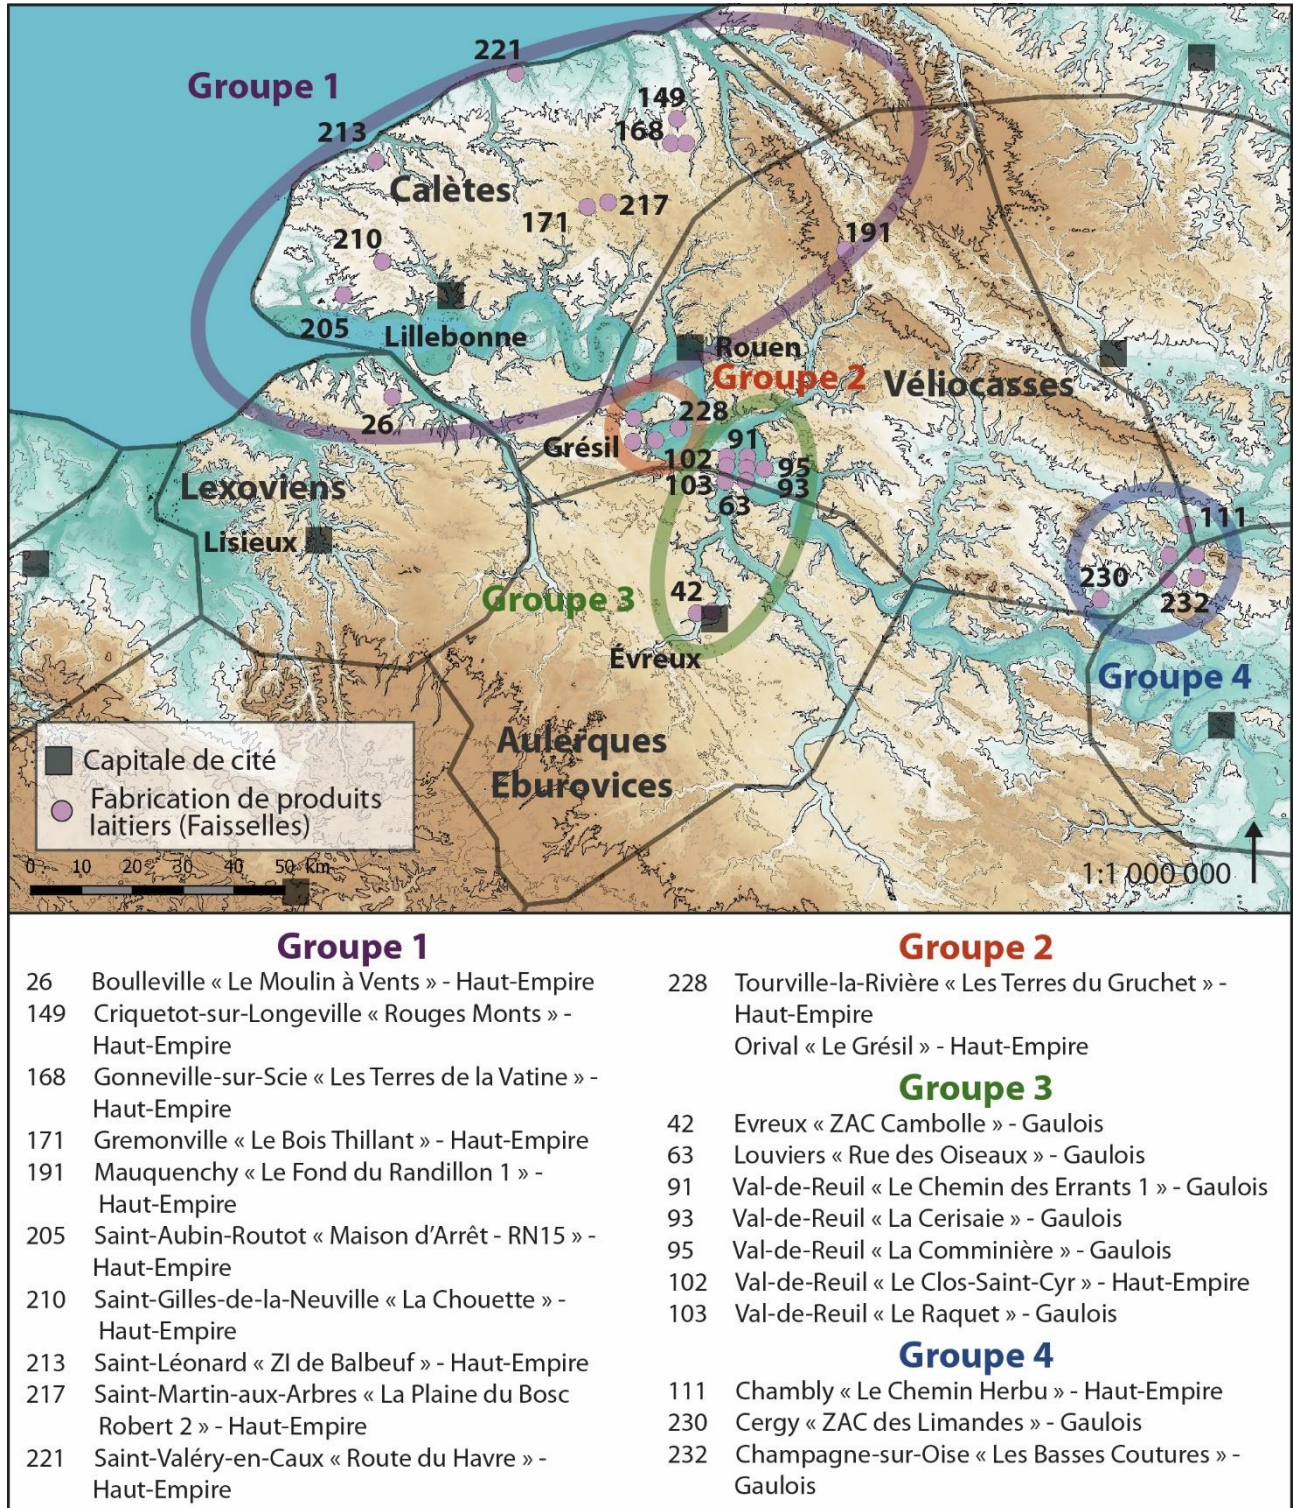 221
Groupe 1
149
213
168
Calètes
217
171
191
210
205
Lillebonne
Rouen
Groupe 2
Véliocasses
26
228
Grésil
91
102
95
103
93
63
Lexoviens
Lisieux
111
230
232
Groupe 3
42
Évreux
Groupe 4
Aulerques
Eburovices
Capitale de cité
Fabrication de produits
laitiers (Faisselles)
0 10 20 30 40 50 km
1:1 000 000
Groupe 1
26 Boulleville « Le Moulin à Vents » - Haut-Empire
149 Criquetot-sur-Longeville « Rouges Monts » -
Haut-Empire
168 Gonneville-sur-Scie « Les Terres de la Vatine » -
Haut-Empire
171 Gremonville « Le Bois Thillant » - Haut-Empire
191 Mauquenchy « Le Fond du Randillon 1 » -
Haut-Empire
205 Saint-Aubin-Routot « Maison d’Arrêt - RN15 » -
Haut-Empire
210 Saint-Gilles-de-la-Neuville « La Chouette » -
Haut-Empire
213 Saint-Léonard « ZI de Balbeuf » - Haut-Empire
217 Saint-Martin-aux-Arbres « La Plaine du Bosc
Robert 2 » - Haut-Empire
221 Saint-Valéry-en-Caux « Route du Havre » -
Haut-Empire
Groupe 2
228 Tourville-la-Rivière « Les Terres du Gruchet » -
Haut-Empire
Orival « Le Grésil » - Haut-Empire
Groupe 3
42 Evreux « ZAC Cambolle » - Gaulois
63 Louviers « Rue des Oiseaux » - Gaulois
91 Val-de-Reuil « Le Chemin des Errants 1 » - Gaulois
93 Val-de-Reuil « La Cerisaie » - Gaulois
95 Val-de-Reuil « La Comminière » - Gaulois
102 Val-de-Reuil « Le Clos-Saint-Cyr » - Haut-Empire
103 Val-de-Reuil « Le Raquet » - Gaulois
Groupe 4
111 Chambly « Le Chemin Herbu » - Haut-Empire
230 Cergy « ZAC des Limandes » - Gaulois
232 Champagne-sur-Oise « Les Basses Coutures » -
Gaulois